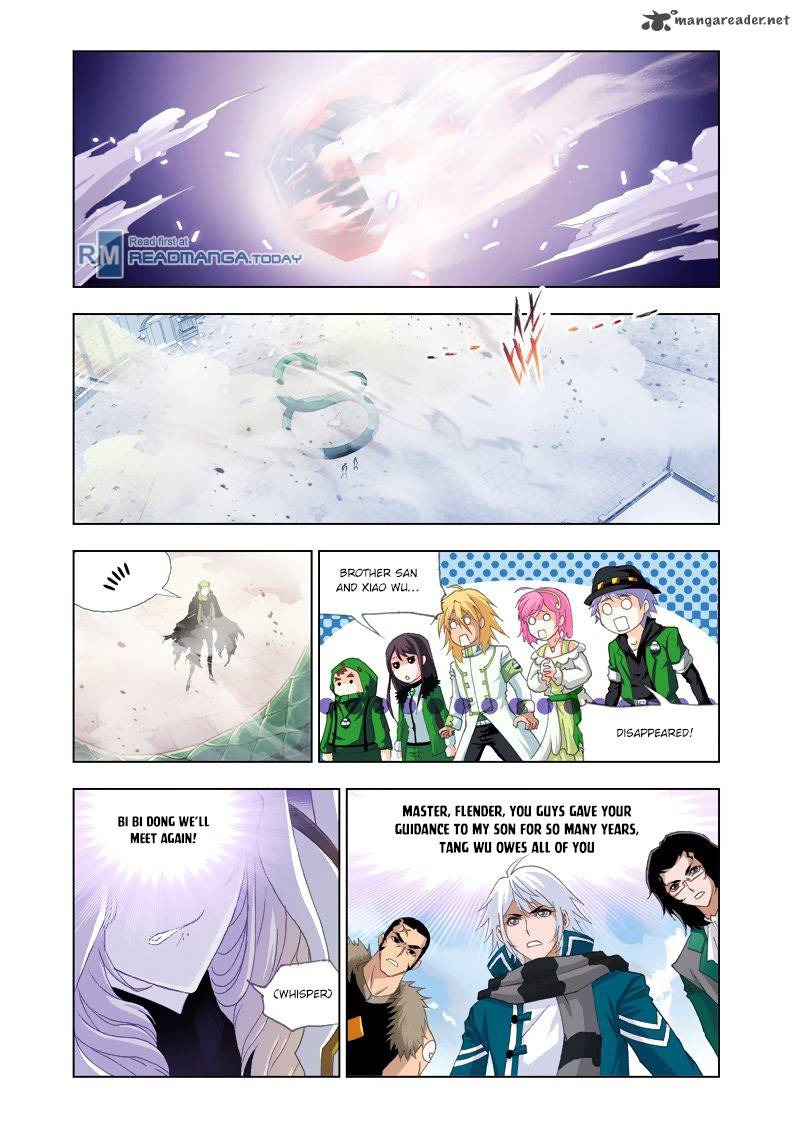 mangareader.net
RM
Read first at
READMANGA.TODAY
!!!
BROTHER SAN
AND XIAO WU...
DISAPPEARED!
BI BI DONG WE'LL
MEET AGAIN!
(WHISPER)
MASTER, FLENDER, YOU GUYS GAVE YOUR
GUIDANCE TO MY SON FOR SO MANY YEARS,
TANG WU OWES ALL OF YOU